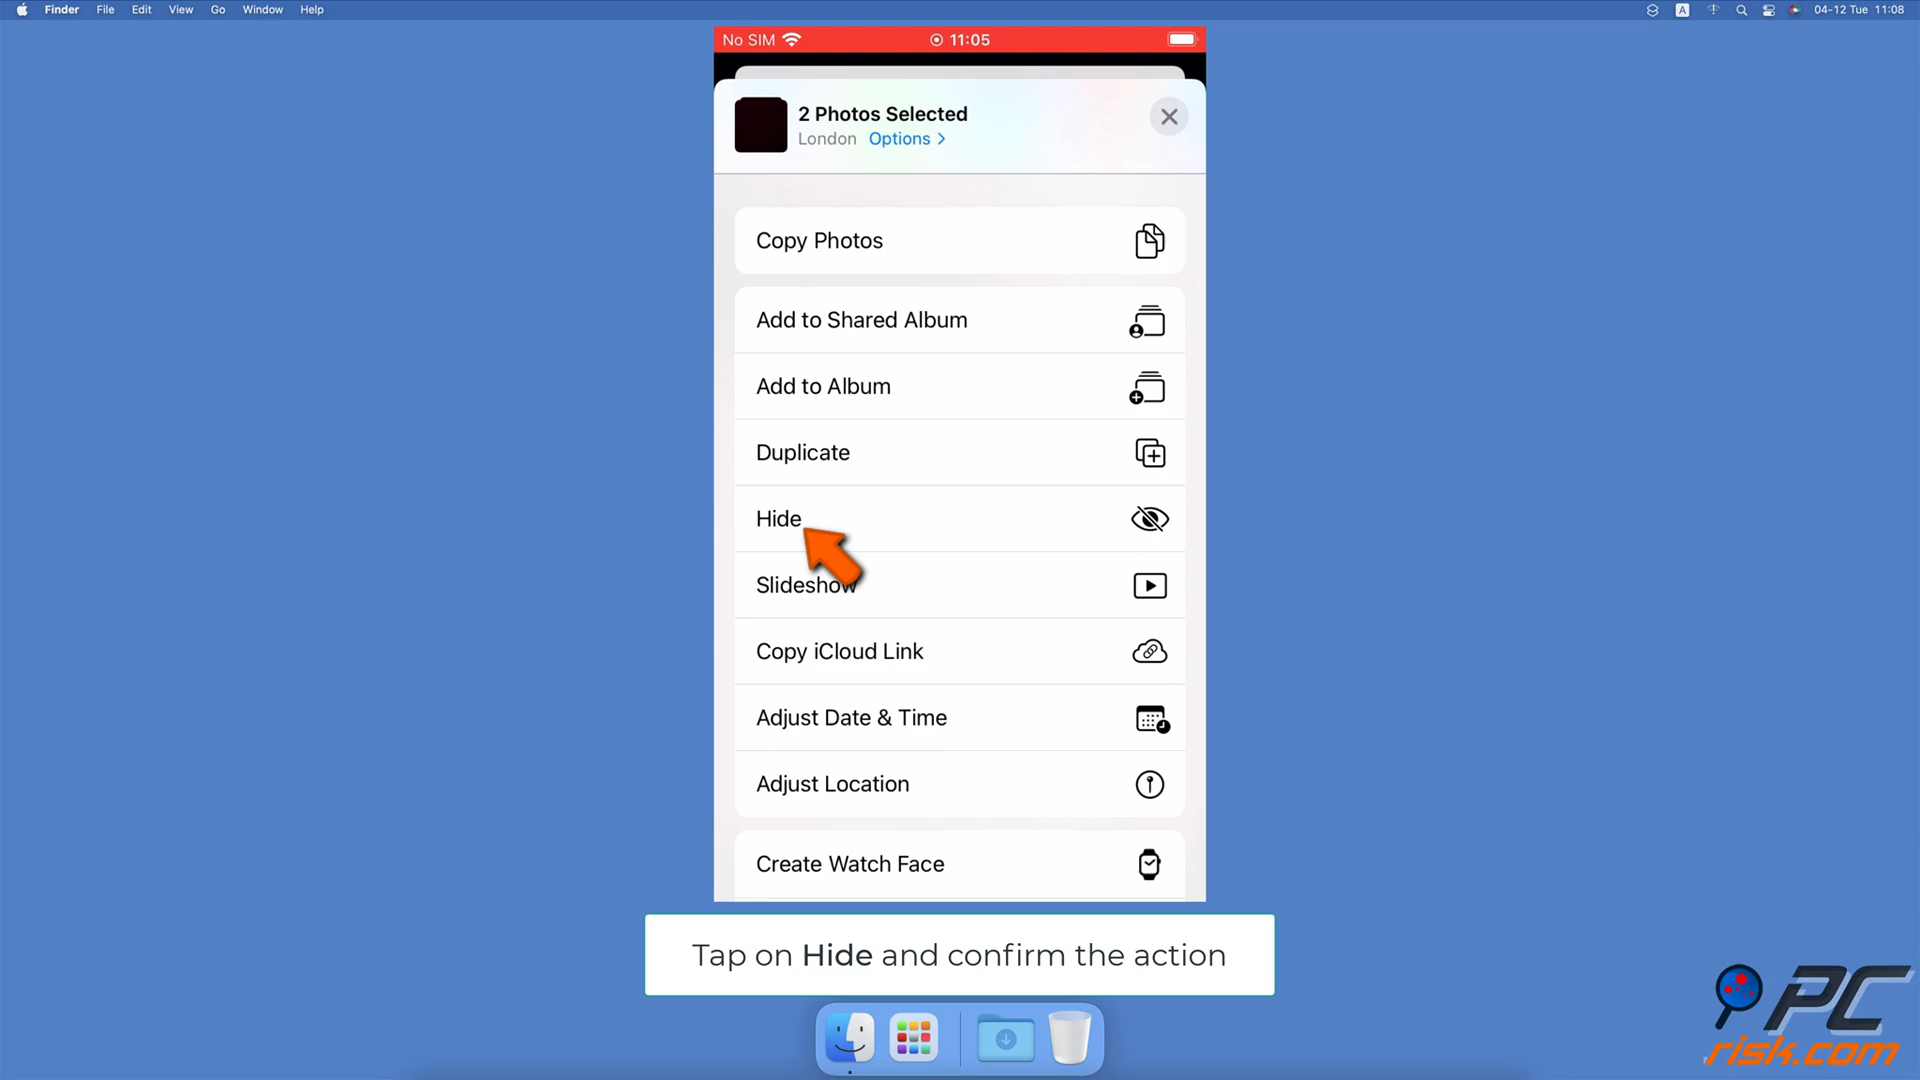 Finder File Edit View Go Window Help
A 04-12 Tue 11:08
No SIM 11:05
2 Photos Selected
London Options >
Copy Photos
Add to Shared Album
Add to Album
Duplicate
Hide
Slideshow
Copy iCloud Link
Adjust Date & Time
Adjust Location
Create Watch Face
Tap on Hide and confirm the action
PC
risk.com